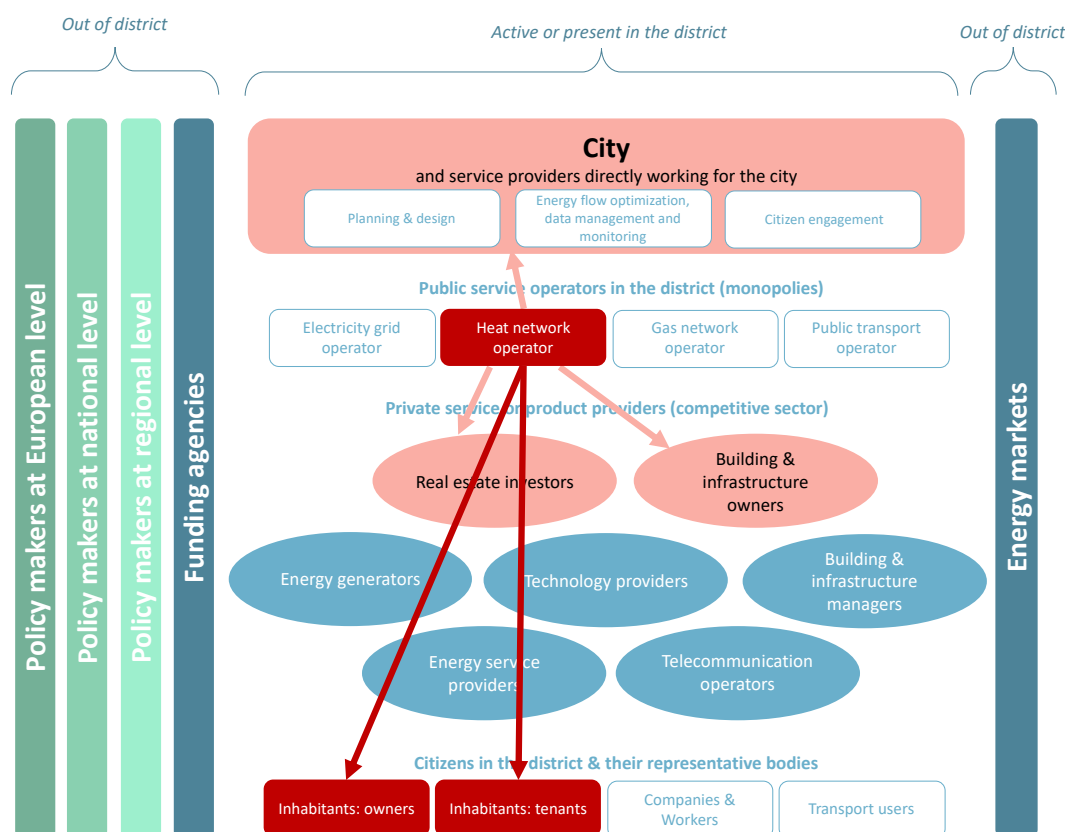 Out of district
Active or present in the district
Out of district
Policy makers at European level
Policy makers at national level
Policy makers at regional level
Funding agencies
City
and service providers directly working for the city
Planning & design
Energy flow optimization,
data management and
monitoring
Citizen engagement
Public service operators in the district (monopolies)
Electricity grid
operator
Heat network
operator
Gas network
operator
Public transport
operator
Private service or product providers (competitive sector)
Real estate investors
Building &
infrastructure
owners
Energy generators
Technology providers
Building &
infrastructure
managers
Energy service
providers
Telecommunication
operators
Citizens in the district & their representative bodies
Inhabitants: owners
Inhabitants: tenants
Companies &
Workers
Transport users
Energy markets